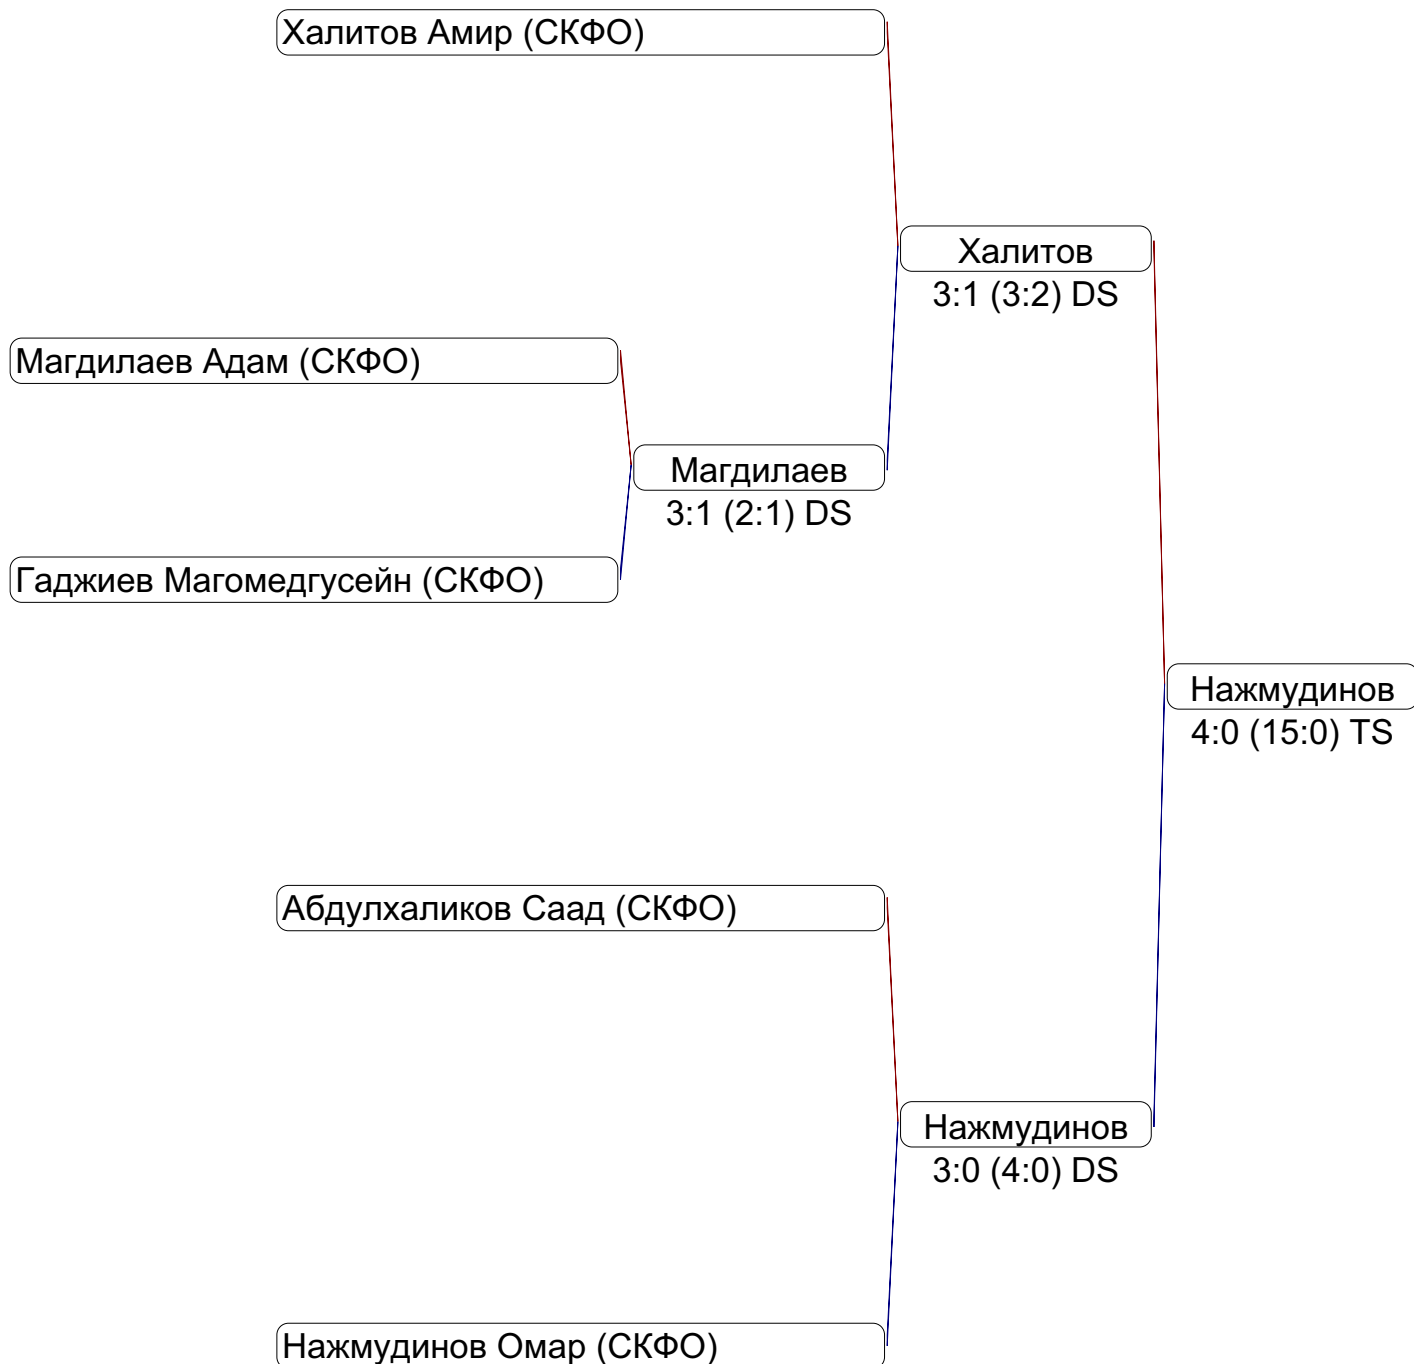 Халитов Амир (СКФО)
Халитов
3:1 (3:2) DS
Магдилаев Адам (СКФО)
Магдилаев
3:1 (2:1) DS
Гаджиев Магомедгусейн (СКФО)
Нажмудинов
4:0 (15:0) TS
Абдулхаликов Саад (СКФО)
Нажмудинов
3:0 (4:0) DS
Нажмудинов Омар (СКФО)